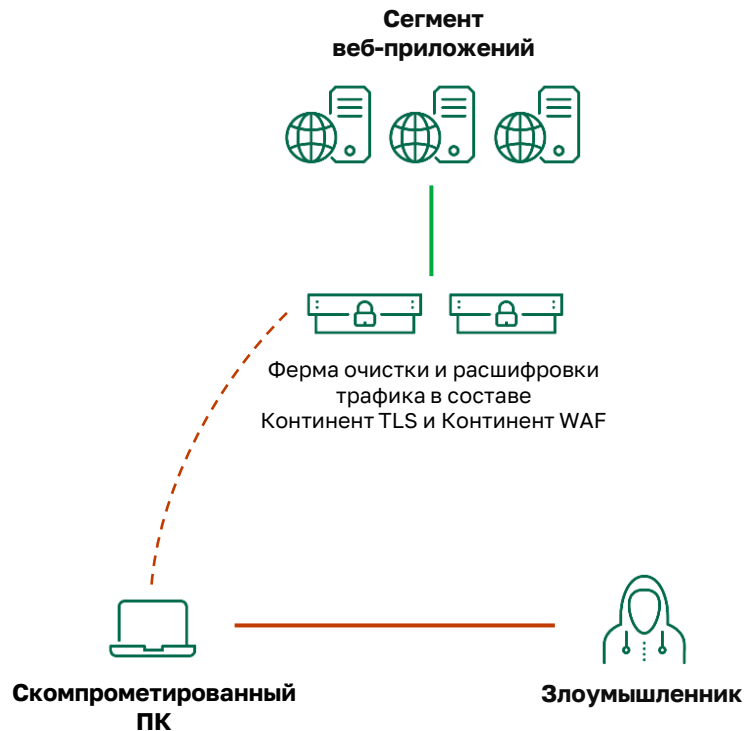 Сегмент
веб-приложений
Ферма очистки и расшифровки
трафика в составе
Континент TLS и Континент WAF
Скомпрометированный
ПК
Злоумышленник